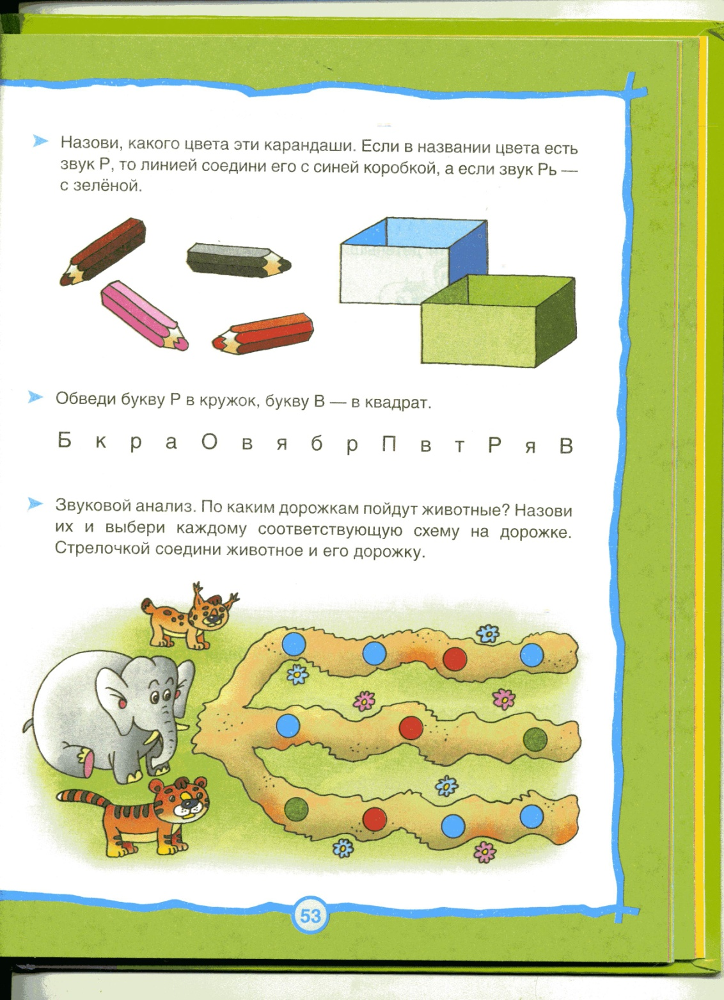 Назови, какого цвета эти карандаши. Если в названии цвета есть
звук Р, то линией соедини его с синей коробкой, а если звук Рь —
с зелёной.
Обведи букву Р в кружок, букву В — в квадрат.
Б к р а О в я б р П в т Р я В
Звуковой анализ. По каким дорожкам пойдут животные? Назови
их и выбери каждому соответствующую схему на дорожке.
Стрелочкой соедини животное и его дорожку.
53